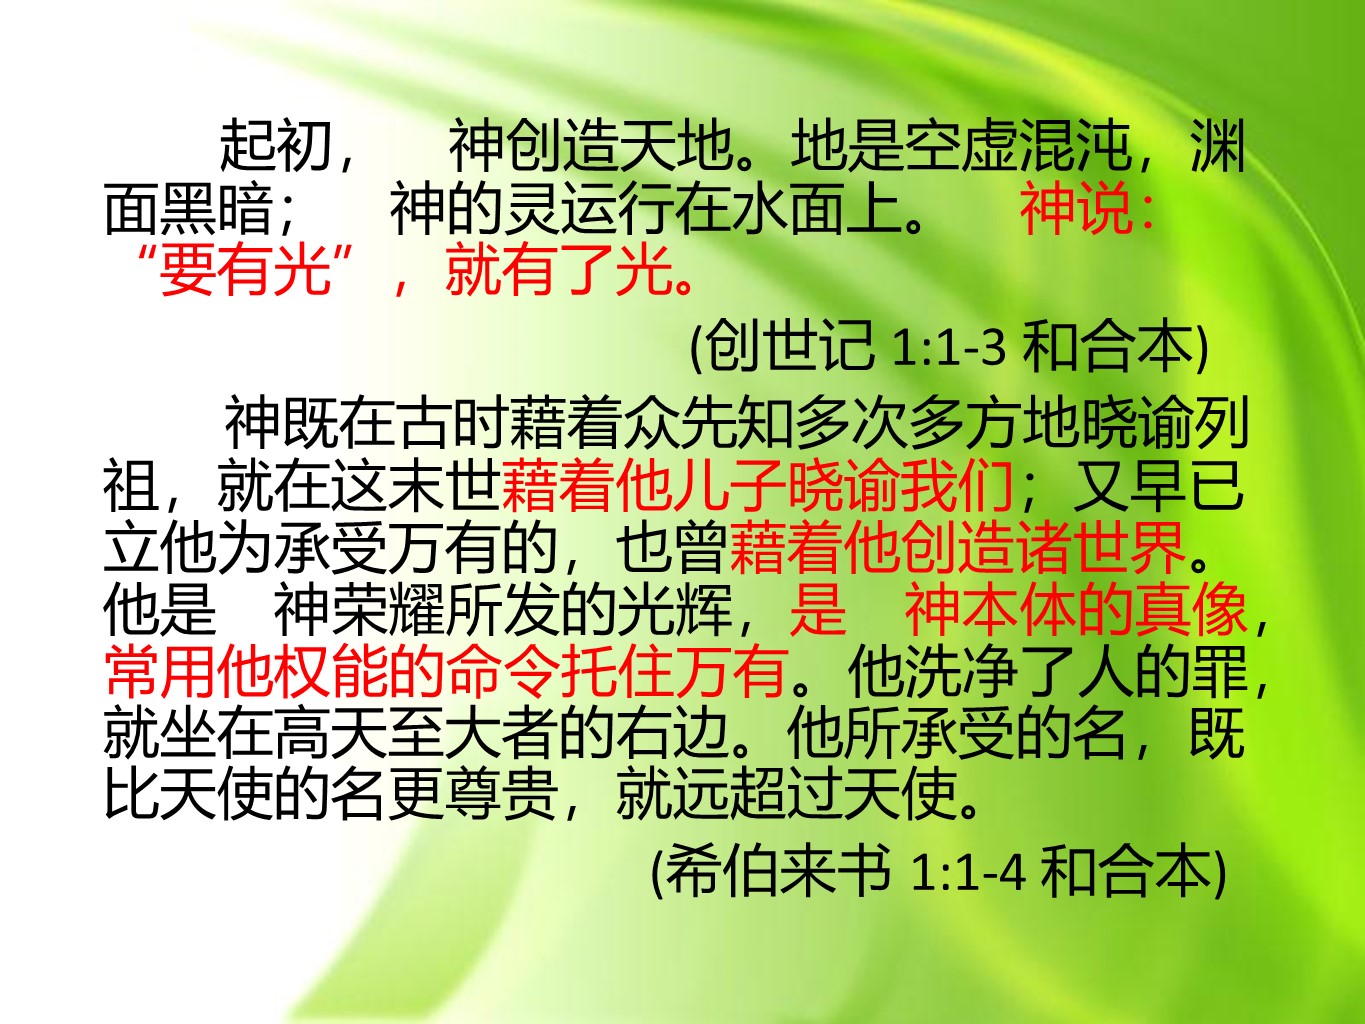 起初，　神创造天地。地是空虚混沌，渊
面黑暗；　神的灵运行在水面上。　神说：
“要有光”，就有了光。
(创世记 1:1-3 和合本)
神既在古时藉着众先知多次多方地晓谕列
祖，就在这末世藉着他儿子晓谕我们；又早已
立他为承受万有的，也曾藉着他创造诸世界。
他是　神荣耀所发的光辉，是　神本体的真像，
常用他权能的命令托住万有。他洗净了人的罪，
就坐在高天至大者的右边。他所承受的名，既
比天使的名更尊贵，就远超过天使。
(希伯来书 1:1-4 和合本)